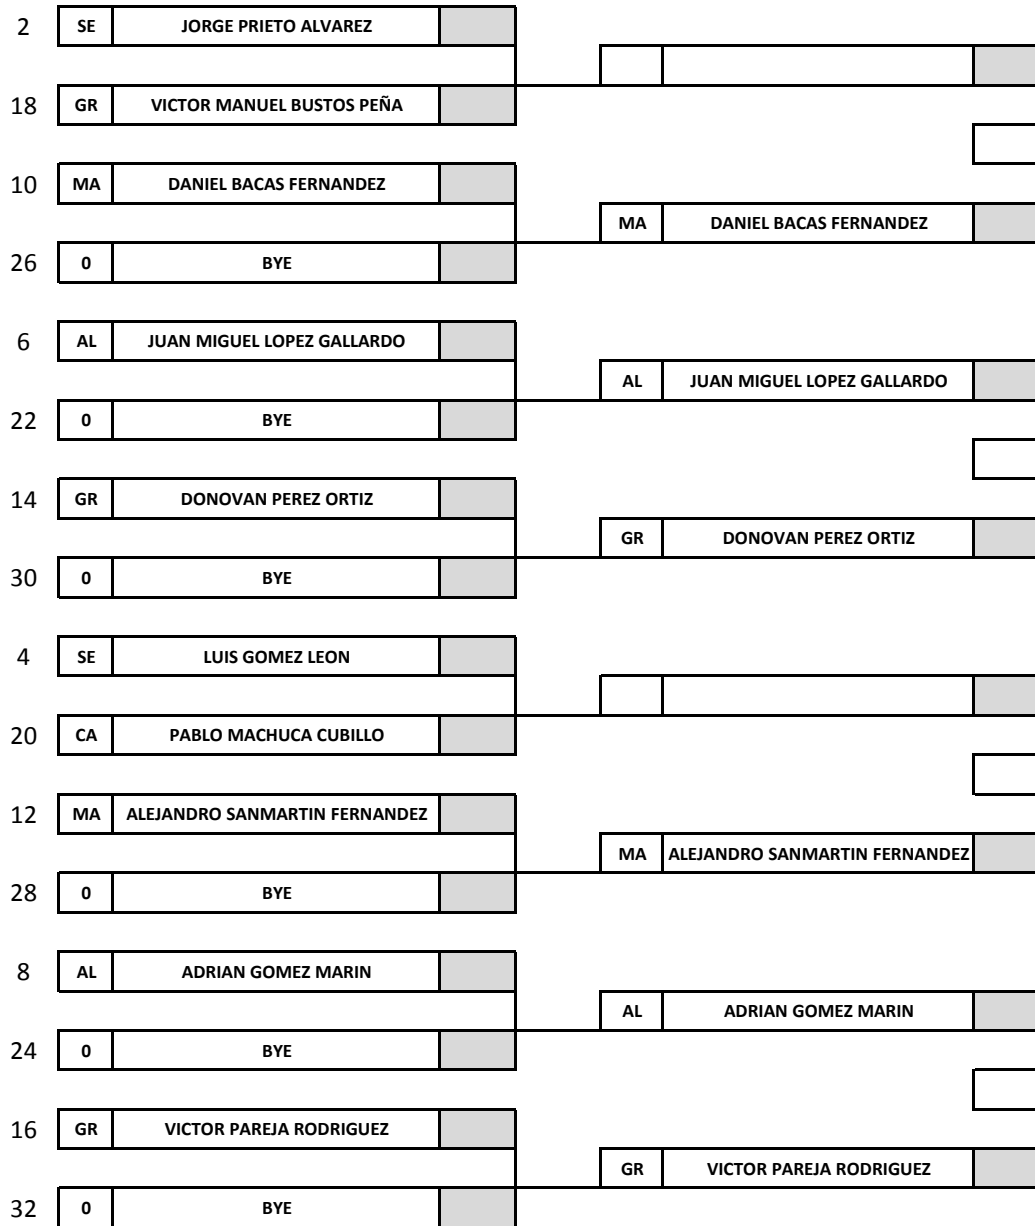 2 SE JORGE PRIETO ALVAREZ
18 GR VICTOR MANUEL BUSTOS PEÑA
10 MA DANIEL BACAS FERNANDEZ
MA DANIEL BACAS FERNANDEZ
26 0 BYE
6 AL JUAN MIGUEL LOPEZ GALLARDO
AL JUAN MIGUEL LOPEZ GALLARDO
22 0 BYE
14 GR DONOVAN PEREZ ORTIZ
GR DONOVAN PEREZ ORTIZ
30 0 BYE
4 SE LUIS GOMEZ LEON
20 CA PABLO MACHUCA CUBILLO
12 MA ALEJANDRO SANMARTIN FERNANDEZ
MA ALEJANDRO SANMARTIN FERNANDEZ
28 0 BYE
8 AL ADRIAN GOMEZ MARIN
AL ADRIAN GOMEZ MARIN
24 0 BYE
16 GR VICTOR PAREJA RODRIGUEZ
GR VICTOR PAREJA RODRIGUEZ
32 0 BYE